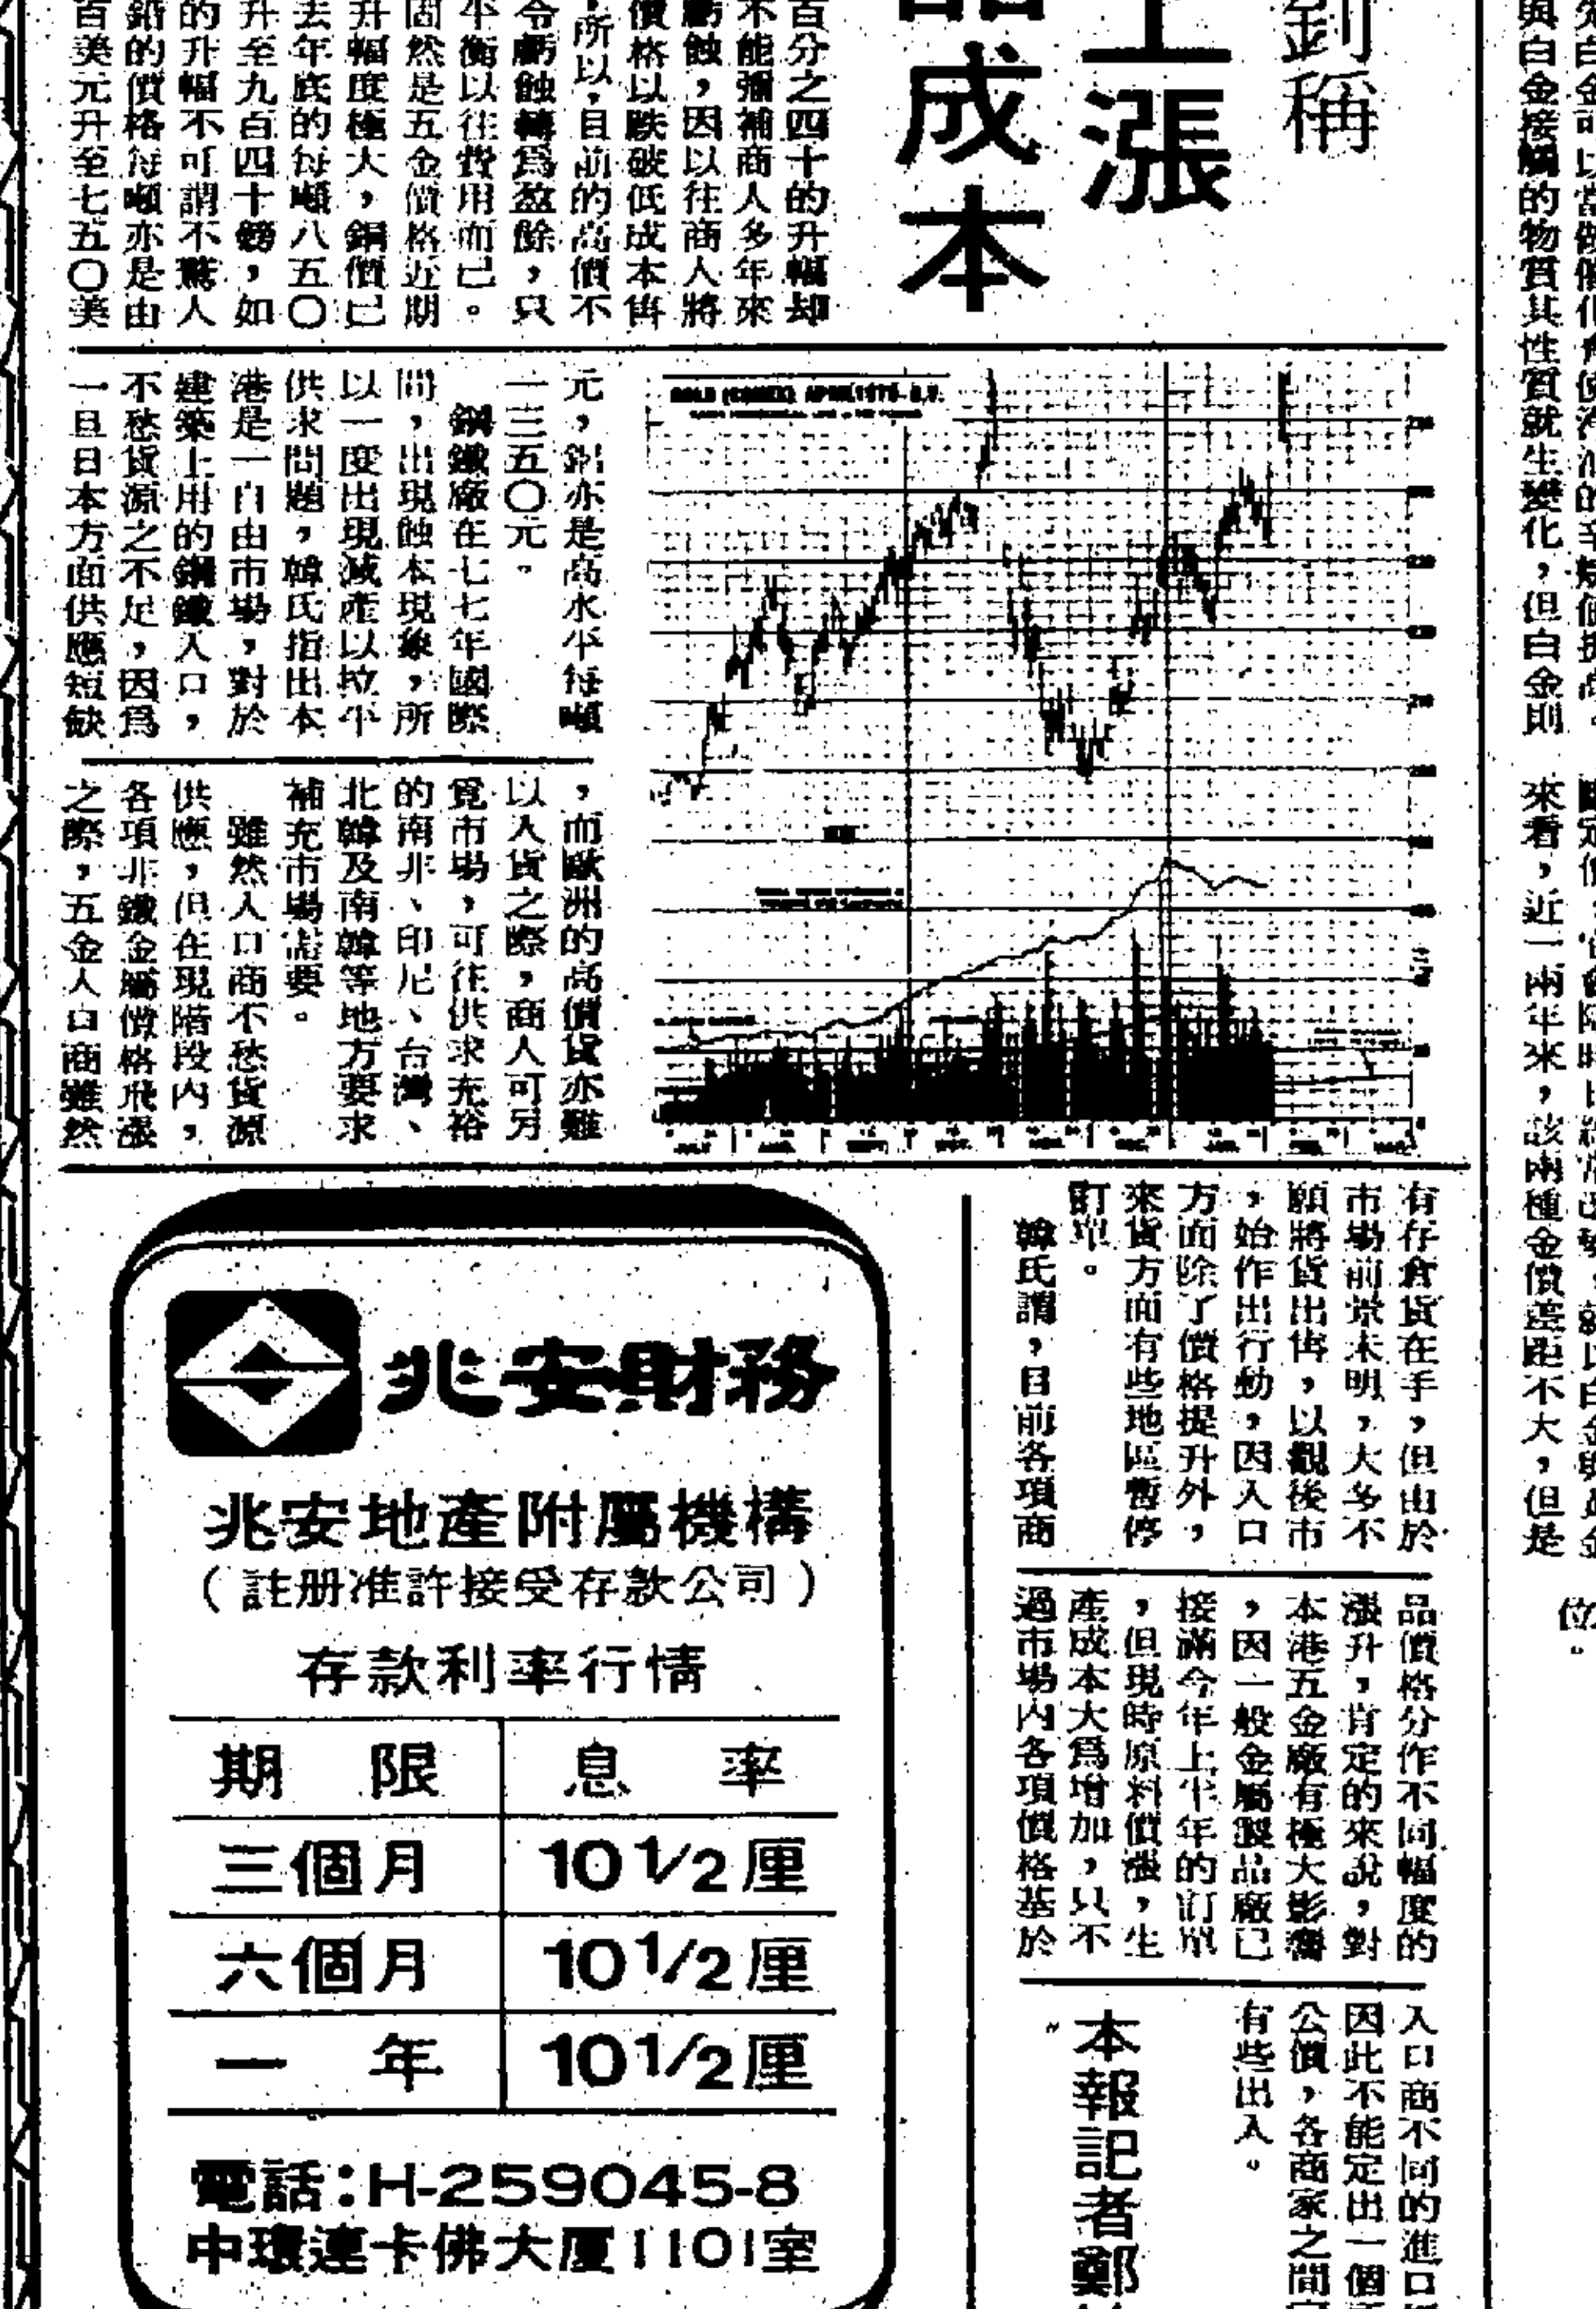 釗稱
上漲
成本
百分之四十的升幅却
不能彌補商人多年來
虧蝕，因以往商人將
價格以跌破低成本售
，所以，目前的高價不
令虧蝕轉爲盈餘，只
平衡以往費用而已。
固然是五金價格近期
升幅度極大，銅價已
去年底的每噸八五〇
升至九百四十鎊，如
的升幅不可謂不驚人
鉛的價格每噸亦是由
百美元升至七五〇美
元，鋁亦是高水平每噸
一三五〇元。
鋼鐵廠在七七年國際
間，出現蝕本現象，所
以一度出現減產以拉平
供求問題，韓氏指出本
港是一自由市場，對於
建築上用的鋼鐵入口，
不愁貨源之不足，因爲
一旦日本方面供應短缺
，而歐洲的高價貨亦難
以入貨之際，商人可另
覓市場，可往供求充裕
的南非、印尼、台灣、
北韓及南韓等地方要求
補充市場需要。
雖然入口商不愁貨源
供應，但在現階段內，
各項非鐵金屬價格飛漲
之際，五金入口商雖然
有存倉貨在手，但由於
市場前景未明，大多不
願將貨出售，以觀後市
，始作出行動，因入口
方面除了價格提升外，
來貨方面有些地區暫停
訂單。
韓氏謂，目前各項商
品價格分作不同幅度的
漲升，肯定的來說，對
本港五金廠有極大影響
，因一般金屬製品廠已
接滿今年上半年的訂單
，但現時原料價漲，生
產成本大爲增加，只不
過市場內各項價格基於
入口商不同的進口
因此不能定出一個
公價，各商家之間
有些出入。
本報記者鄭
與白金接觸的物質其性質就生變化，但白金則
來看，近一兩年來，該兩種金價差距不大，但是
位。
GOLD (COMEX) APRIL 1979 - N.Y.
兆安財務
兆安地產附屬機構
（註册准許接受存款公司）
存款利率行情
期限 息率
三個月 10 1/2厘
六個月 10 1/2厘
一年 10 1/2厘
電話：H-259045-8
中環連卡佛大厦1101室